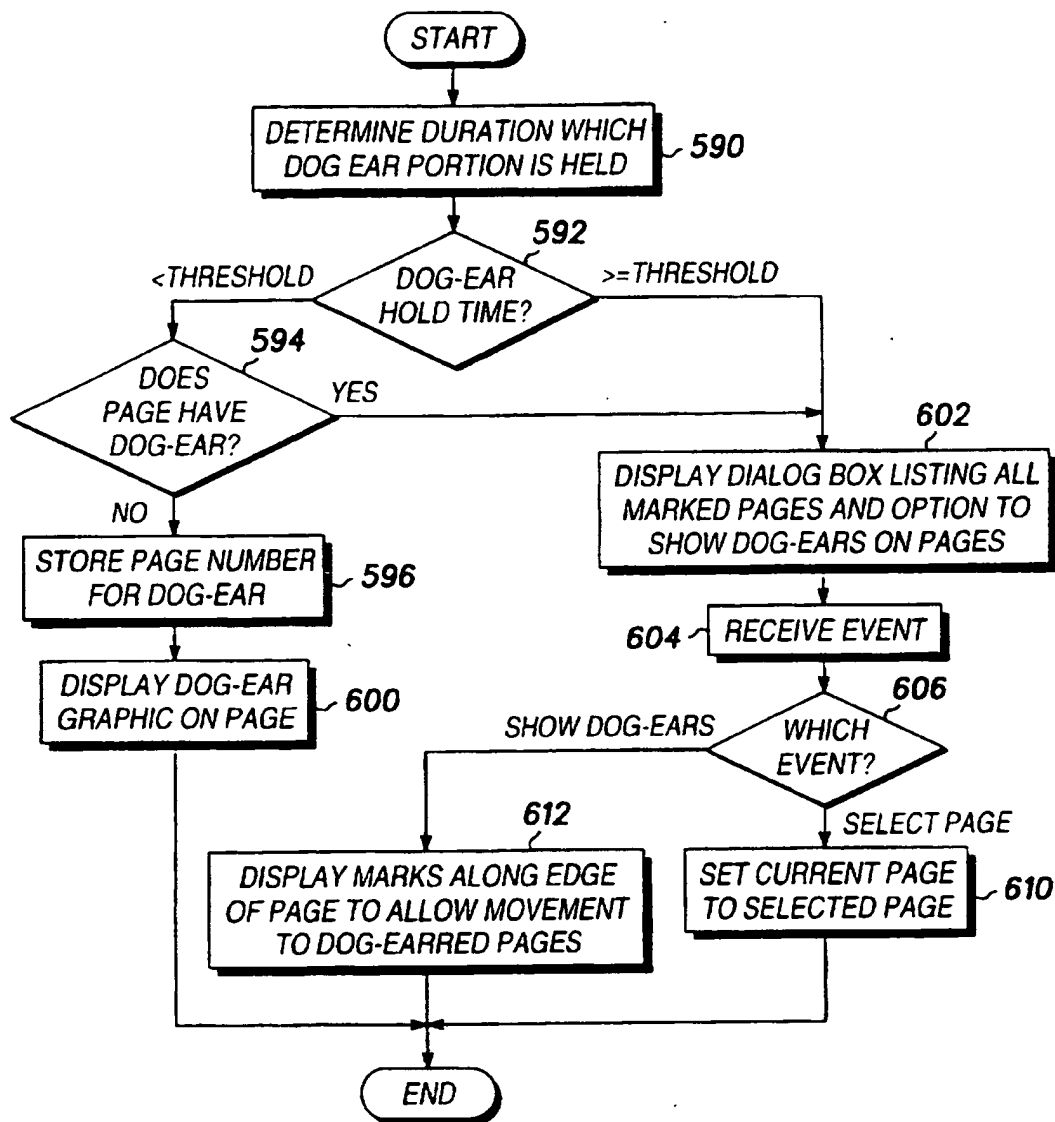 START
DETERMINE DURATION WHICH
DOG EAR PORTION IS HELD
590
592
<THRESHOLD
DOG-EAR
HOLD TIME?
>=THRESHOLD
594
DOES
PAGE HAVE
DOG-EAR?
YES
NO
602
DISPLAY DIALOG BOX LISTING ALL
MARKED PAGES AND OPTION TO
SHOW DOG-EARS ON PAGES
STORE PAGE NUMBER
FOR DOG-EAR
596
604
RECEIVE EVENT
DISPLAY DOG-EAR
GRAPHIC ON PAGE
600
606
SHOW DOG-EARS
WHICH
EVENT?
SELECT PAGE
612
DISPLAY MARKS ALONG EDGE
OF PAGE TO ALLOW MOVEMENT
TO DOG-EARRED PAGES
SET CURRENT PAGE
TO SELECTED PAGE
610
END